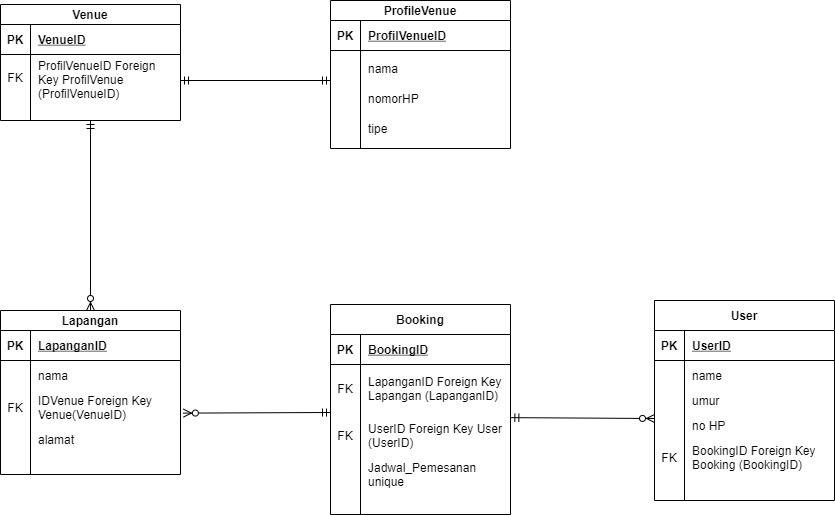 Venue
PK VenueID
FK ProfilVenueID Foreign
Key ProfilVenue
(ProfilVenueID)
ProfileVenue
PK ProfilVenueID
nama
nomorHP
tipe
Lapangan
PK LapanganID
nama
FK IDVenue Foreign Key
Venue(VenueID)
alamat
Booking
PK BookingID
FK LapanganID Foreign Key
Lapangan (LapanganID)
FK UserID Foreign Key User
(UserID)
Jadwal_Pemesanan
unique
User
PK UserID
name
umur
no HP
FK BookingID Foreign Key
Booking (BookingID)